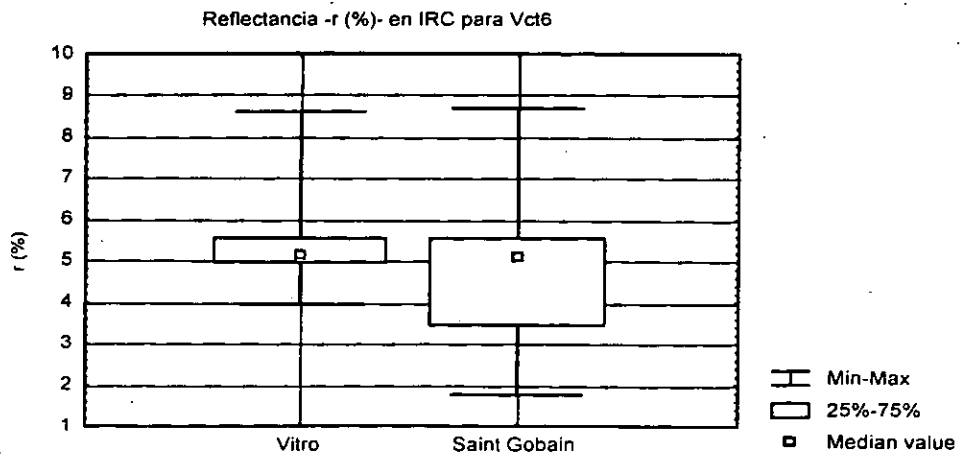 Reflectancia -r (%)- en IRC para Vct6
10
9
8
7
6
5
4
3
2
1
r (%)
Vitro
Saint Gobain
Min-Max
25%-75%
Median value